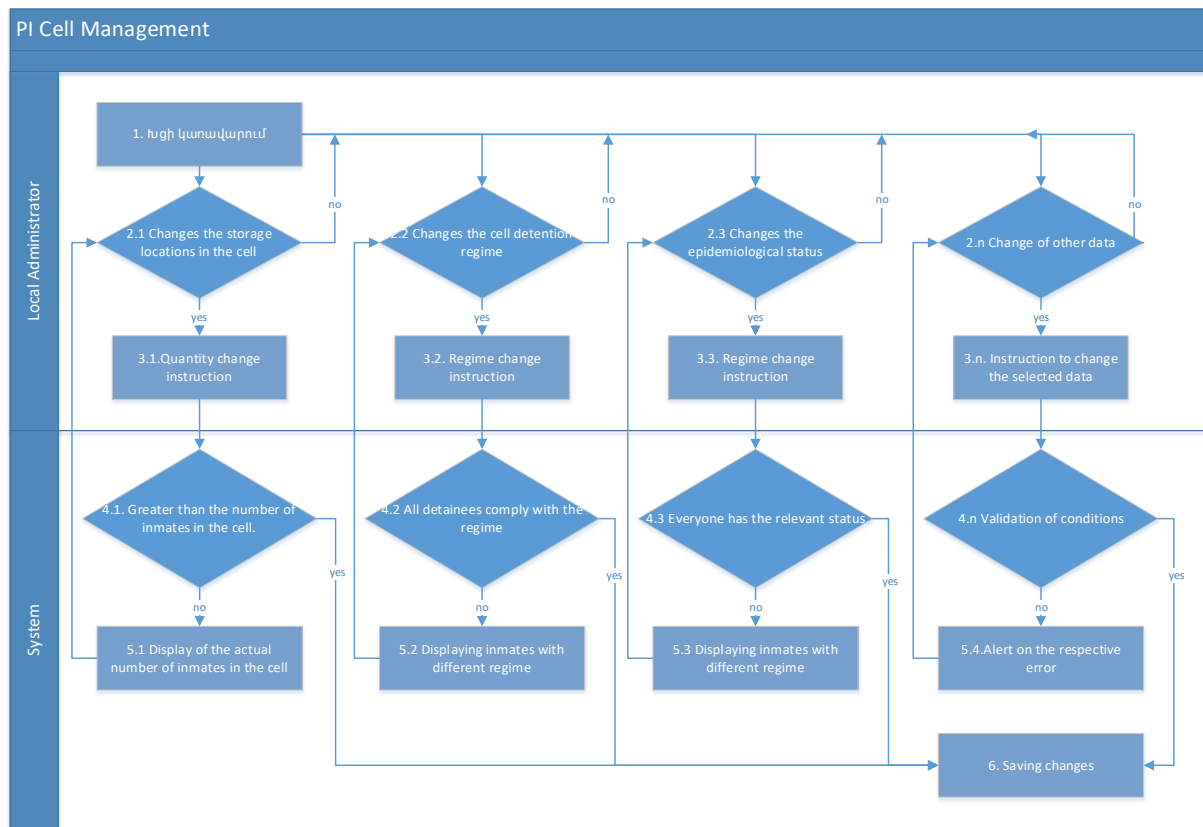 PI Cell Management
Local Administrator
1. Խցի կառավարում
no
no
no
no
2.1 Changes the storage
locations in the cell
2.2 Changes the cell detention
regime
2.3 Changes the
epidemiological status
2.n Change of other data
yes
yes
yes
yes
3.1.Quantity change
instruction
3.2. Regime change
instruction
3.3. Regime change
instruction
3.n. Instruction to change
the selected data
System
4.1. Greater than the number of
inmates in the cell.
4.2 All detainees comply with the
regime
4.3 Everyone has the relevant status
4.n Validation of conditions
yes
yes
yes
yes
no
no
no
no
5.1 Display of the actual
number of inmates in the cell
5.2 Displaying inmates with
different regime
5.3 Displaying inmates with
different regime
5.4.Alert on the respective
error
6. Saving changes